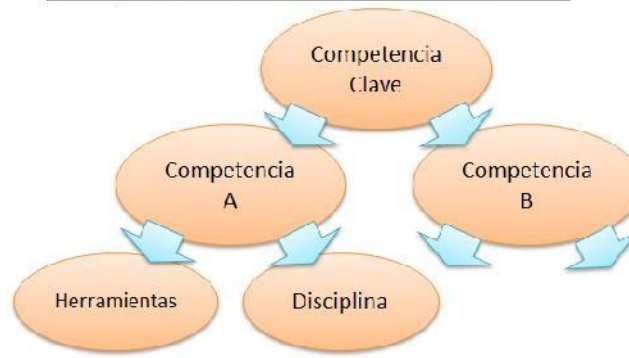 Competencia
Clave
Competencia
A
Competencia
B
Herramientas
Disciplina